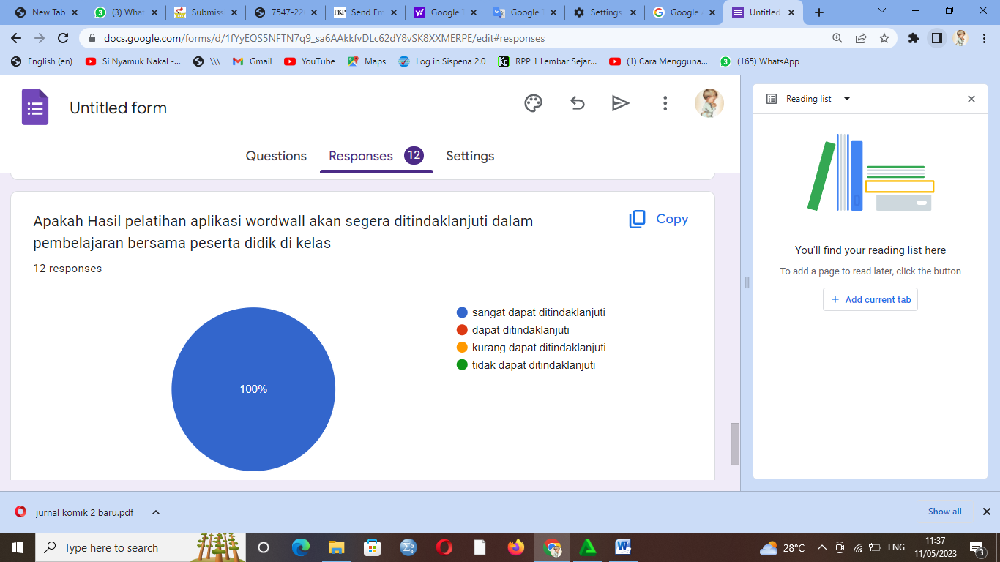 New Tab
(3) What
Submiss
7547-22
PKP
Send Em
Google T
Google T
Settings
Google
Untitled
docs.google.com/forms/d/1fYyEQS5NFTN7q9_sa6AAkkfvDLc62dY8vSK8XXMERPE/edit#responses
English (en)
Si Nyamuk Nakal -...
\\\
Gmail
YouTube
Maps
Log in Sispena 2.0
RPP 1 Lembar Sejar...
(1) Cara Mengguna...
(165) WhatsApp
Untitled form
Reading list
Questions
Responses
12
Settings
Apakah Hasil pelatihan aplikasi wordwall akan segera ditindaklanjuti dalam
pembelajaran bersama peserta didik di kelas
Copy
12 responses
sangat dapat ditindaklanjuti
dapat ditindaklanjuti
kurang dapat ditindaklanjuti
tidak dapat ditindaklanjuti
100%
You'll find your reading list here
To add a page to read later, click the button
+ Add current tab
jurnal komik 2 baru.pdf
Show all
Type here to search
28°C
ENG
11:37
11/05/2023
3